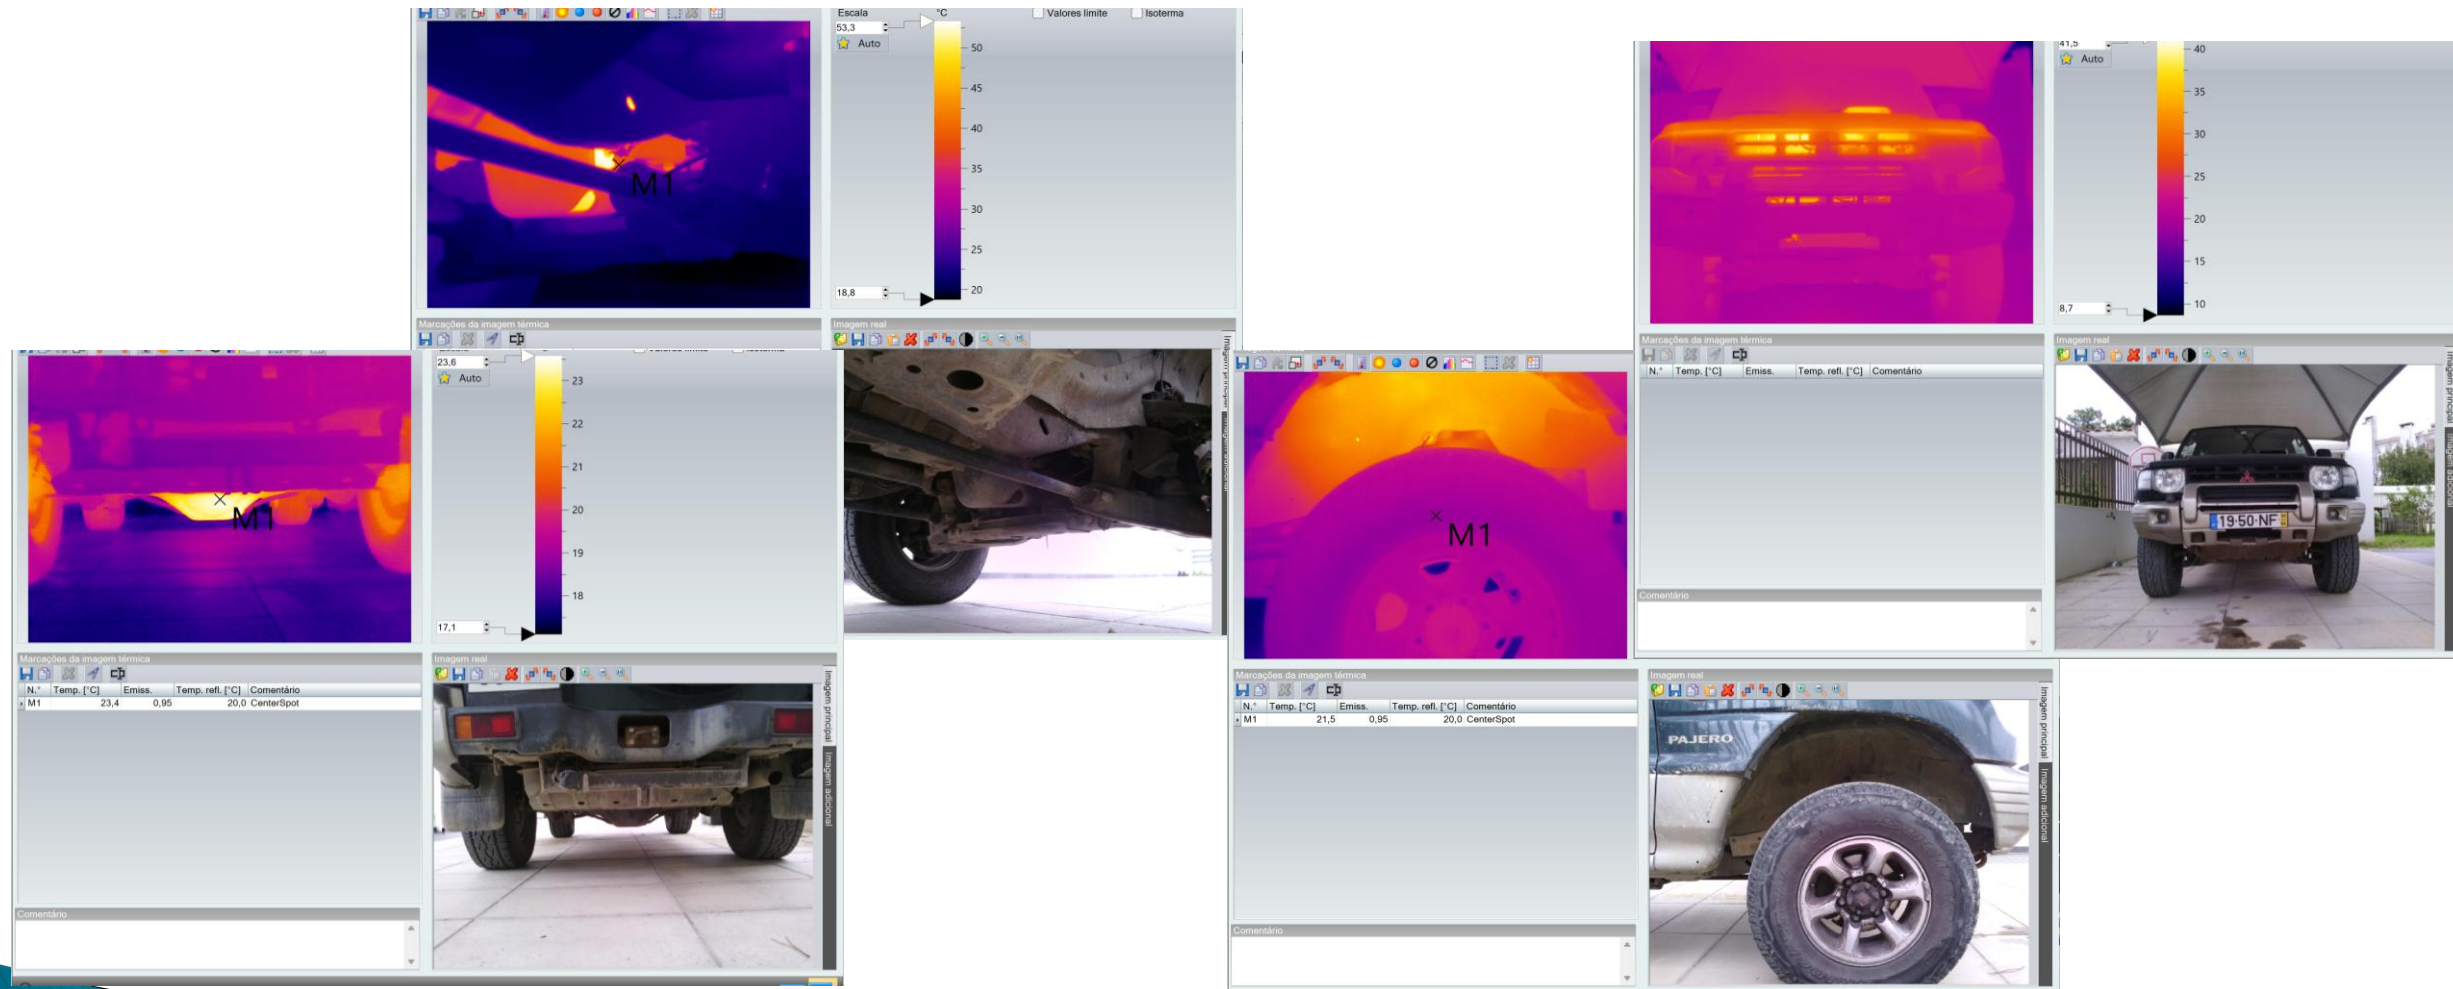 Escala
°C
Valores limite
Isoterma
53,3
Auto
50
45
40
35
30
25
20
18,8
M1
Marcações da imagem térmica
Imagem real
41,5
Auto
40
35
30
25
20
15
10
8,7
Marcações da imagem térmica
Imagem real
N.° Temp. [°C] Emiss. Temp. refl. [°C] Comentário
Comentário
Imagem principal
Imagem adicional
19-50-NF
23,6
Auto
23
22
21
20
19
18
17,1
M1
Marcações da imagem térmica
Imagem real
N.° Temp. [°C] Emiss. Temp. refl. [°C] Comentário
M1 23,4 0,95 20,0 CenterSpot
Comentário
Imagem principal
Imagem adicional
M1
Marcações da imagem térmica
Imagem real
N.° Temp. [°C] Emiss. Temp. refl. [°C] Comentário
M1 21,5 0,95 20,0 CenterSpot
Comentário
PAJERO
Imagem principal
Imagem adicional